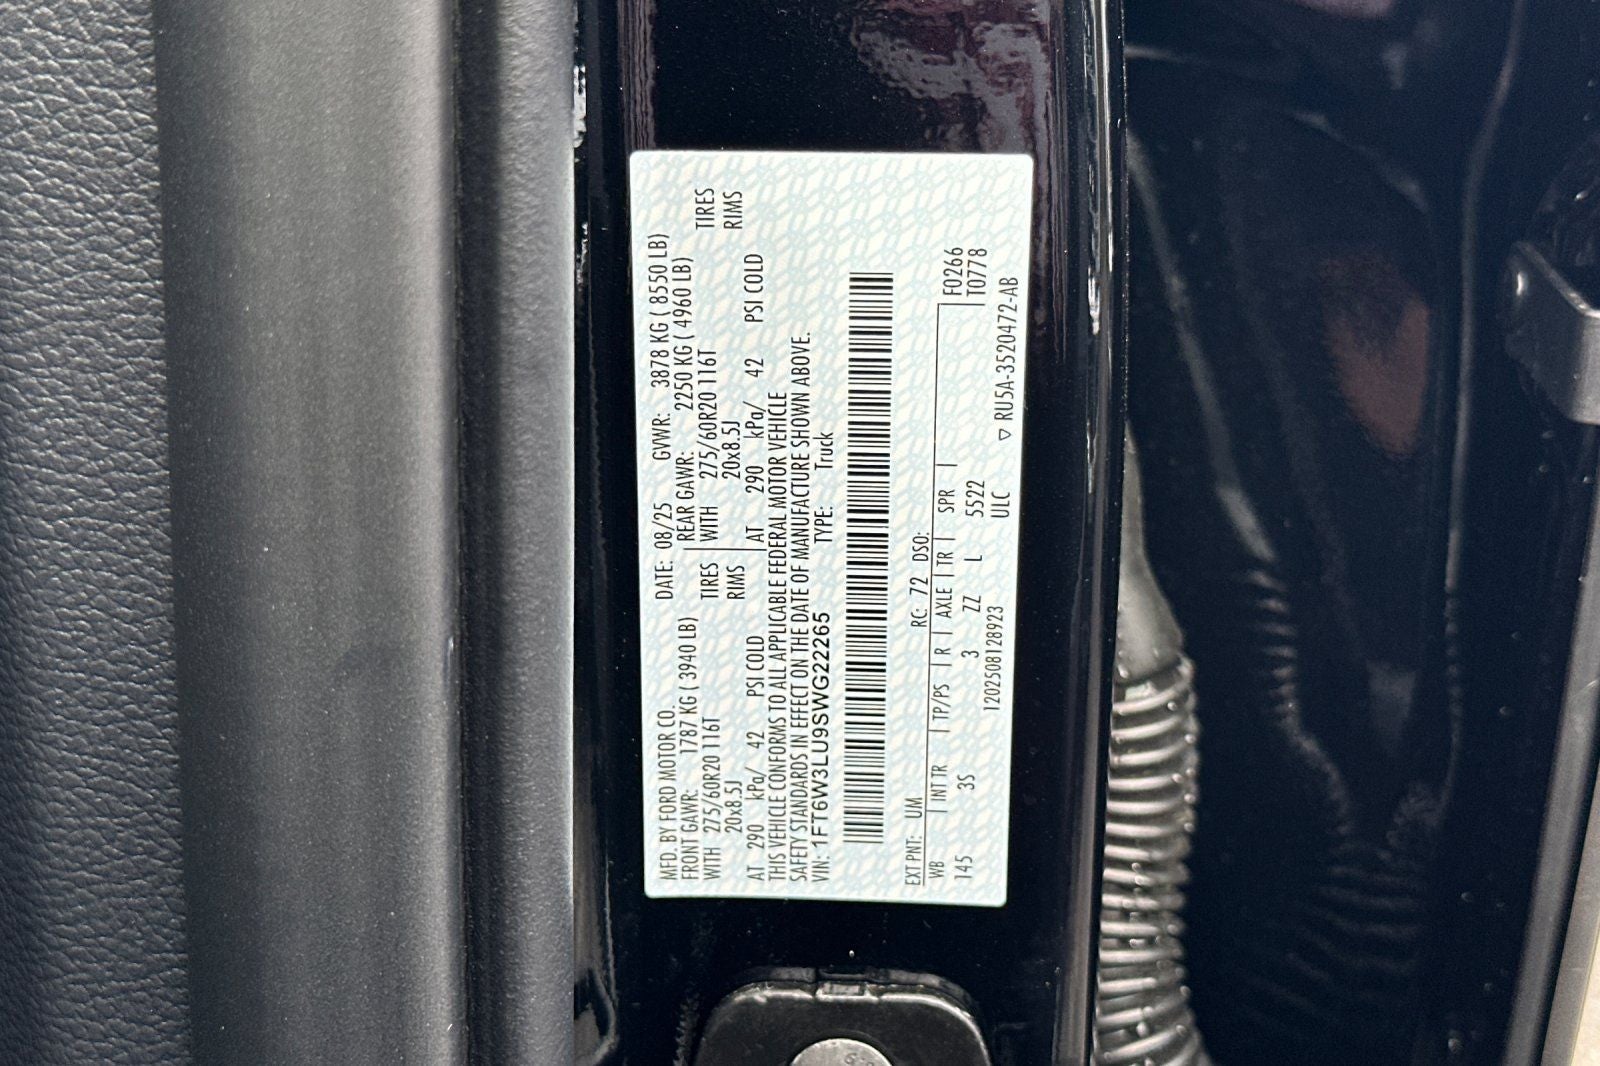 MFD. BY FORD MOTOR CO. DATE: 08/25 GVWR: 3878 KG ( 8550 LB)
FRONT GAWR: 1787 KG ( 3940 LB) REAR GAWR: 2250 KG ( 4960 LB)
WITH 275/60R20 116T TIRES WITH 275/60R20 116T TIRES
20x8.5J RIMS 20x8.5J RIMS
AT 290 kPa/ 42 PSI COLD AT 290 kPa/ 42 PSI COLD
THIS VEHICLE CONFORMS TO ALL APPLICABLE FEDERAL MOTOR VEHICLE
SAFETY STANDARDS IN EFFECT ON THE DATE OF MANUFACTURE SHOWN ABOVE.
VIN: 1FT6W3LU9SWG22265 TYPE: Truck
EXT PNT: UM RC: 72 DSO:
WB INT TR TP/PS R AXLE TR SPR F0266
145 3S 3 ZZ L 5522 T0778
1202508128923 ULC
▽ RU5A-3520472-AB